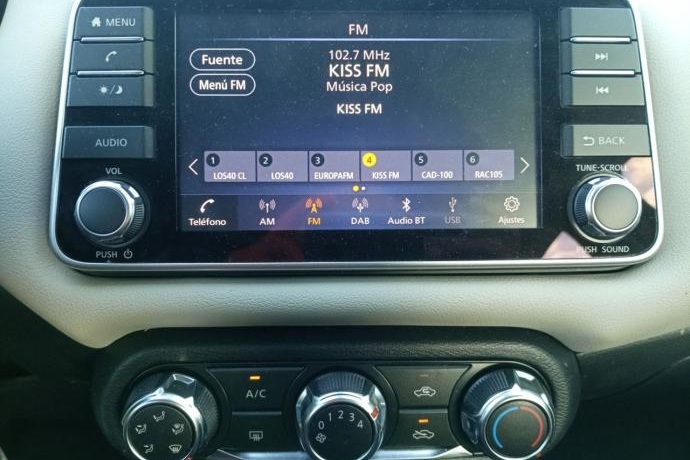 MENU
FM
Fuente
Menú FM
102.7 MHz
KISS FM
Música Pop
KISS FM
AUDIO
BACK
1 LOS40 CL
2 LOS40
3 EUROPAFM
4 KISS FM
5 CAD-100
6 RAC105
VOL
TUNE·SCROLL
Teléfono
AM
FM
DAB
Audio BT
USB
Ajustes
PUSH
PUSH SOUND
A/C
0 1 2 3 4